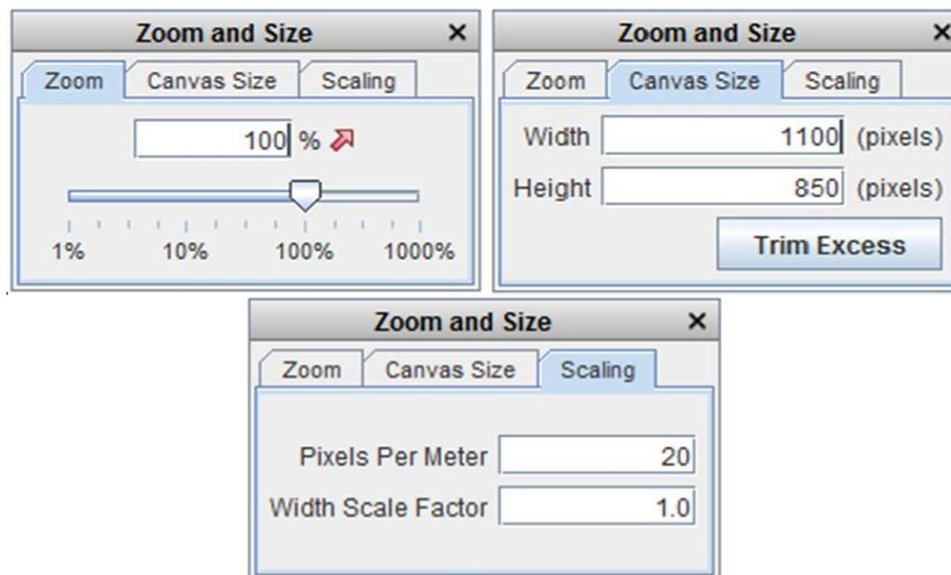 Zoom and Size ×
Zoom Canvas Size Scaling
100 %
1% 10% 100% 1000%
Zoom and Size ×
Zoom Canvas Size Scaling
Width 1100 (pixels)
Height 850 (pixels)
Trim Excess
Zoom and Size ×
Zoom Canvas Size Scaling
Pixels Per Meter 20
Width Scale Factor 1.0